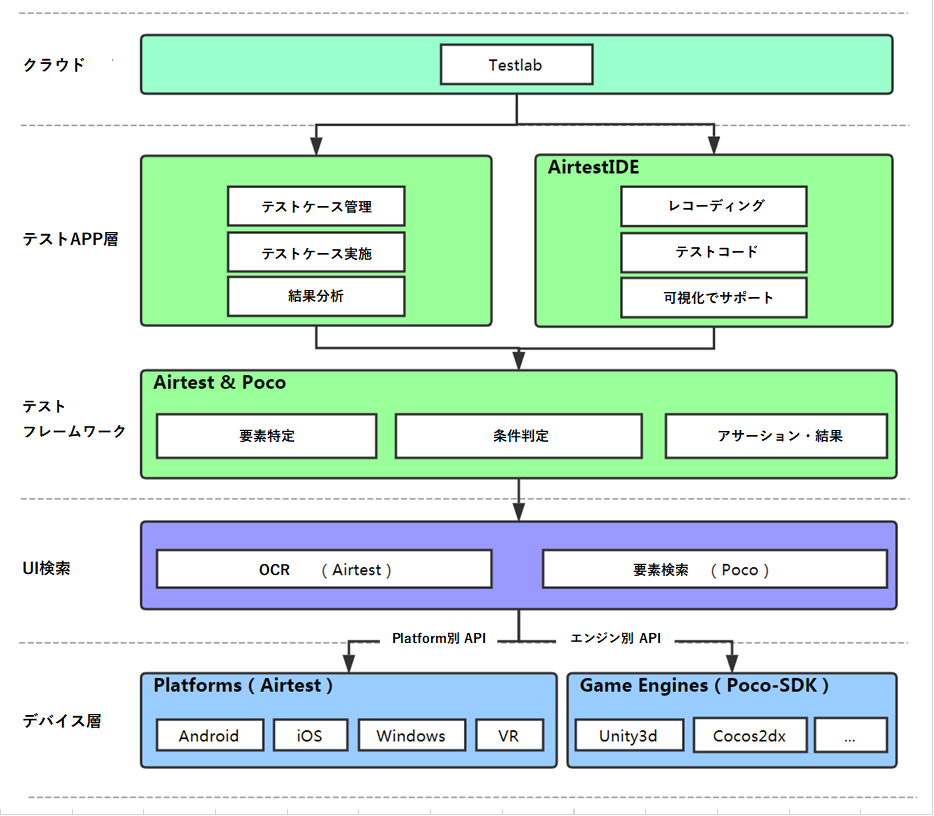 クラウド
Testlab
テストAPP層
テストケース管理
テストケース実施
結果分析
AirtestIDE
レコーディング
テストコード
可視化でサポート
テスト
フレームワーク
Airtest & Poco
要素特定
条件判定
アサーション・結果
UI検索
OCR （Airtest）
要素検索 （Poco）
Platform別 API
エンジン別 API
デバイス層
Platforms（Airtest）
Android
iOS
Windows
VR
Game Engines（Poco-SDK）
Unity3d
Cocos2dx
...